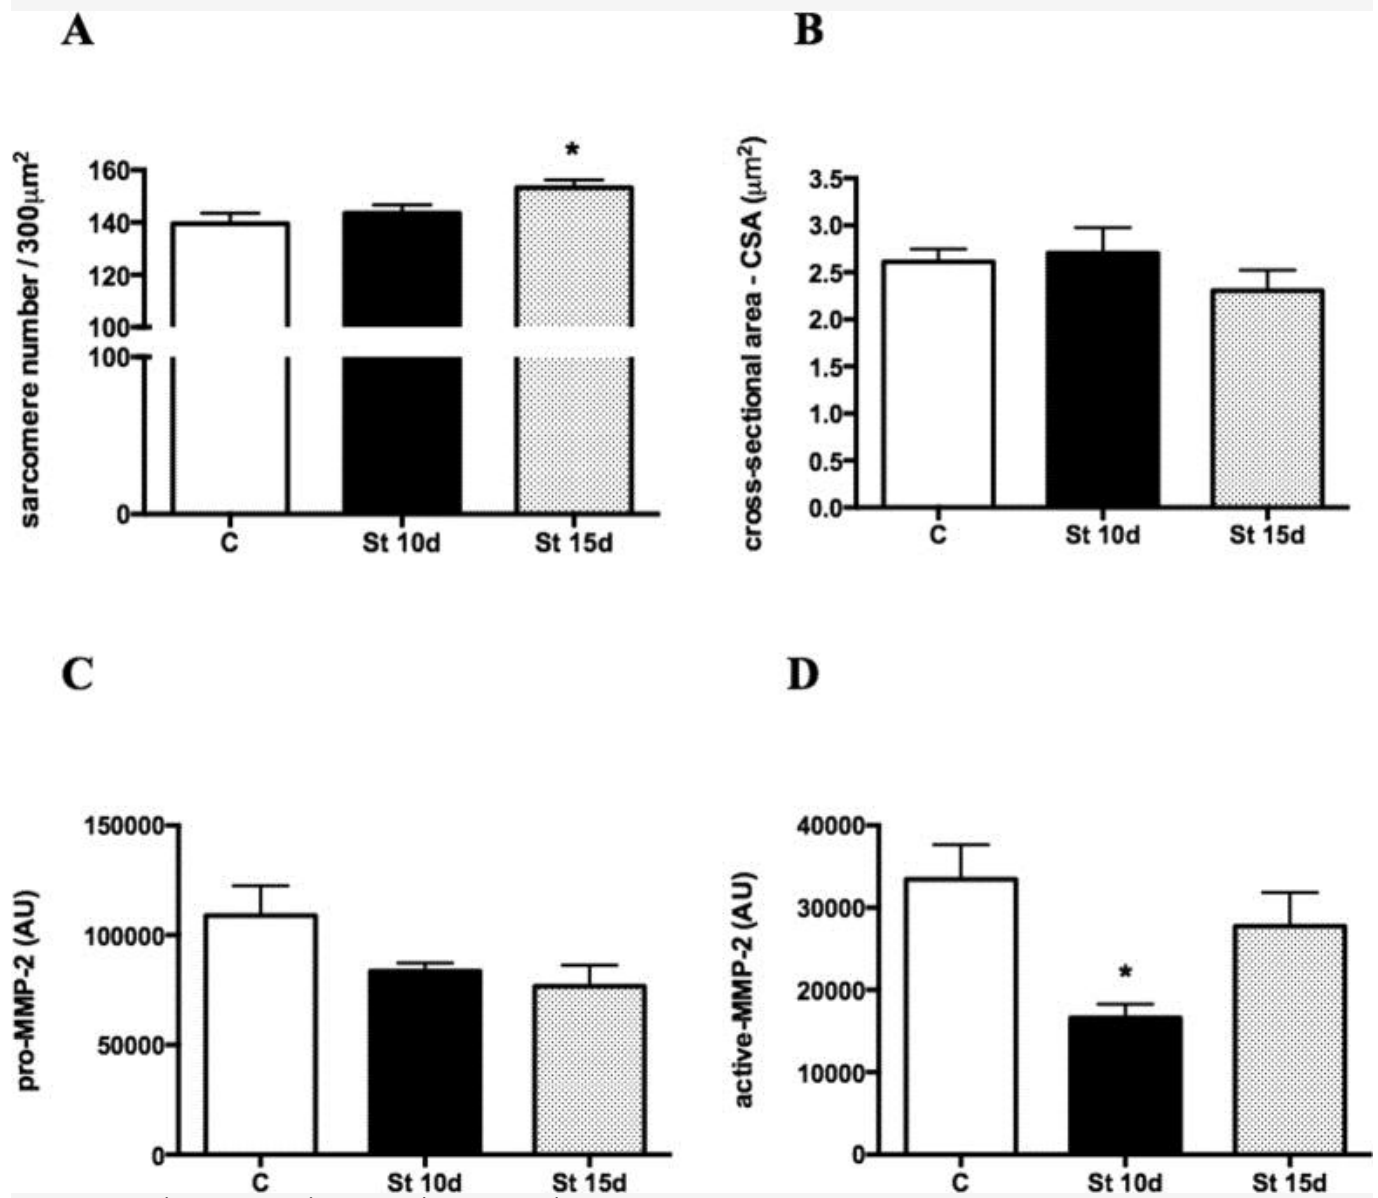 A
sarcomere number / 300μm²
160
*
140
120
100
100
0
C
St 10d
St 15d
B
cross-sectional area - CSA (μm²)
3.5
3.0
2.5
2.0
1.5
1.0
0.5
0.0
C
St 10d
St 15d
C
pro-MMP-2 (AU)
150000
100000
50000
0
C
St 10d
St 15d
D
active-MMP-2 (AU)
40000
30000
20000
*
10000
0
C
St 10d
St 15d